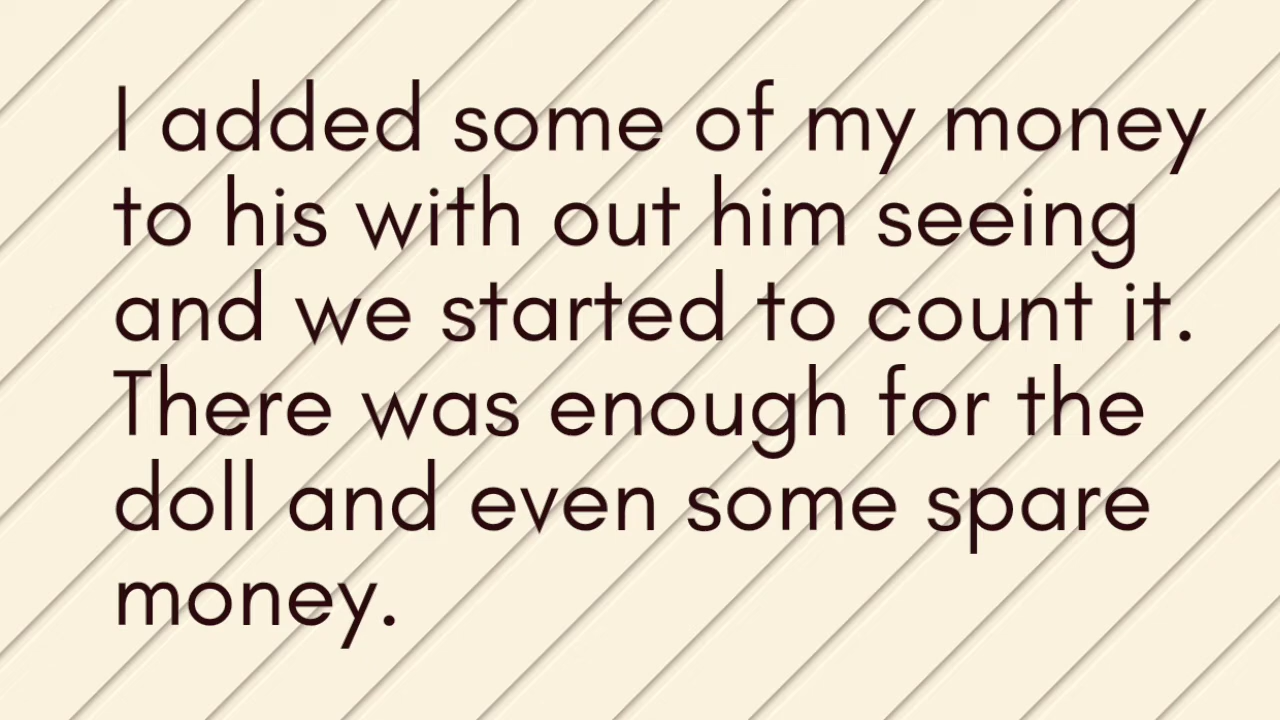 I added some of my money
to his with out him seeing
and we started to count it.
There was enough for the
doll and even some spare
money.